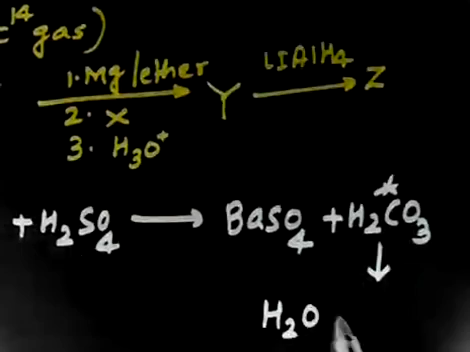 C¹⁴ gas)
1. Mg/ether
LiAlH₄
Y → Z
2. X
3. H₃O⁺
+ H₂SO₄ → BaSO₄ + H₂C*O₃
↓
H₂O